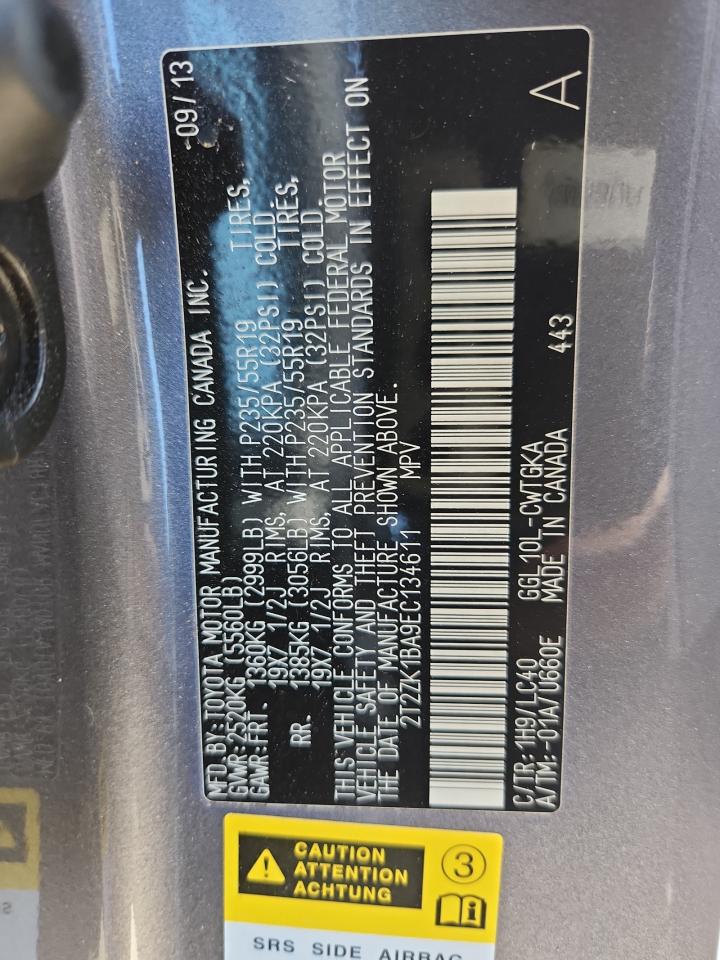 09/13
MFD.BY:TOYOTA MOTOR MANUFACTURING CANADA INC.
GVWR:2520KG (5560LB)
GAWR:FRT. 1360KG (2999LB) WITH P235/55R19 TIRES,
19X7 1/2J RIMS, AT 220KPA (32PSI) COLD.
RR. 1385KG (3056LB) WITH P235/55R19 TIRES,
19X7 1/2J RIMS, AT 220KPA (32PSI) COLD.
THIS VEHICLE CONFORMS TO ALL APPLICABLE FEDERAL MOTOR
VEHICLE SAFETY AND THEFT PREVENTION STANDARDS IN EFFECT ON
THE DATE OF MANUFACTURE SHOWN ABOVE.
2T2ZK1BA9EC134611 MPV
C/TR:1H9/LC40 GGL10L-CWTGKA 443
A/TM:-01A/U660E MADE IN CANADA
A
CAUTION
ATTENTION
ACHTUNG
3
SRS SIDE AIRBAG